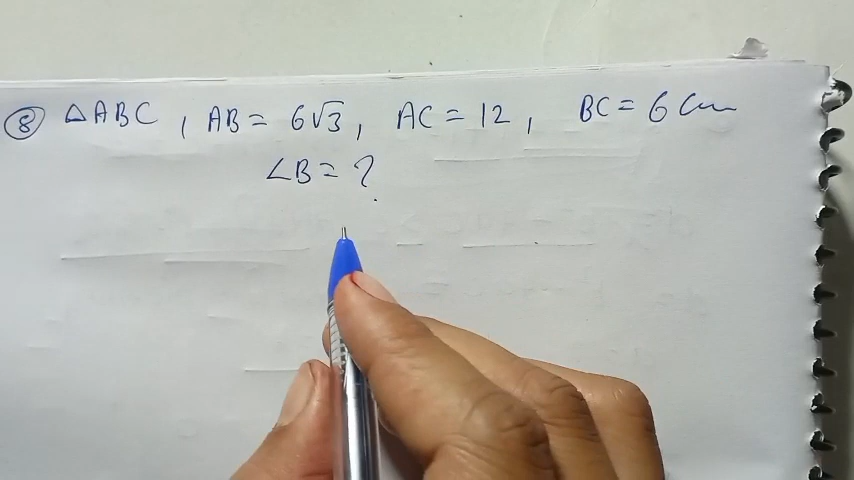 ⑧ △ABC, AB = 6√3, AC = 12, BC = 6 cm
∠B = ?